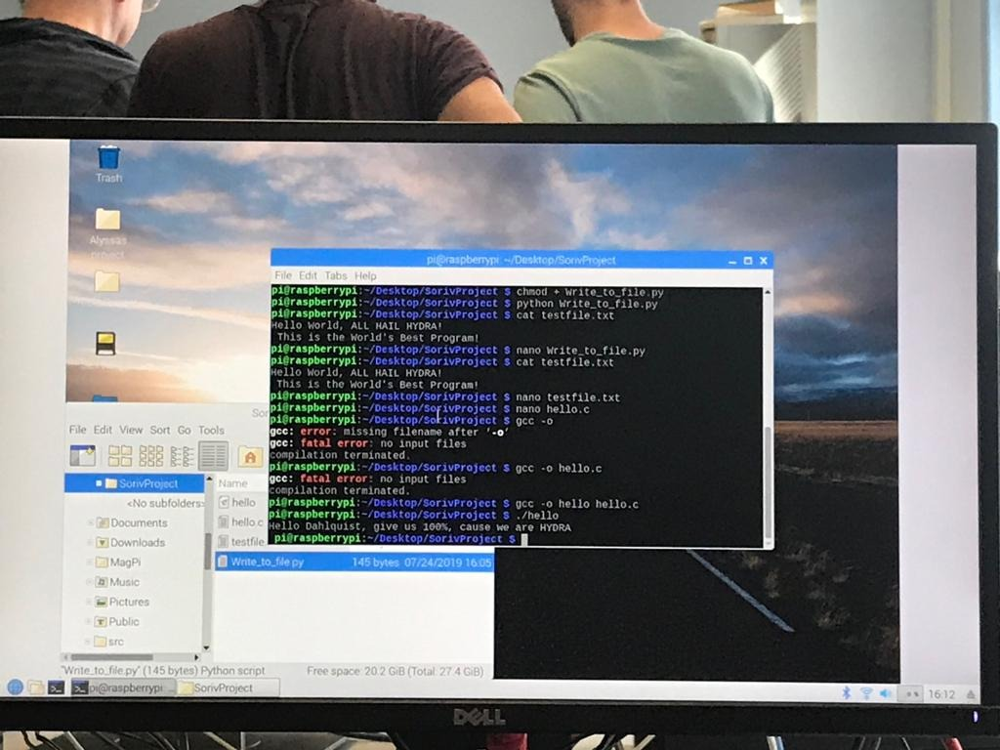 Trash
Alyssas
project
pi@raspberrypi: ~/Desktop/SorivProject
File Edit Tabs Help
pi@raspberrypi:~/Desktop/SorivProject $ chmod + Write_to_file.py
pi@raspberrypi:~/Desktop/SorivProject $ python Write_to_file.py
pi@raspberrypi:~/Desktop/SorivProject $ cat testfile.txt
Hello World, ALL HAIL HYDRA!
This is the World's Best Program!
pi@raspberrypi:~/Desktop/SorivProject $ nano Write_to_file.py
pi@raspberrypi:~/Desktop/SorivProject $ cat testfile.txt
Hello World, ALL HAIL HYDRA!
This is the World's Best Program!
pi@raspberrypi:~/Desktop/SorivProject $ nano testfile.txt
pi@raspberrypi:~/Desktop/SorivProject $ nano hello.c
pi@raspberrypi:~/Desktop/SorivProject $ gcc -o
gcc: error: missing filename after '-o'
gcc: fatal error: no input files
compilation terminated.
pi@raspberrypi:~/Desktop/SorivProject $ gcc -o hello.c
gcc: fatal error: no input files
compilation terminated.
pi@raspberrypi:~/Desktop/SorivProject $ gcc -o hello hello.c
pi@raspberrypi:~/Desktop/SorivProject $ ./hello
Hello Dahlquist, give us 100%, cause we are HYDRA
pi@raspberrypi:~/Desktop/SorivProject $
Sor
File Edit View Sort Go Tools
SorivProject
<No subfolders>
Documents
Downloads
MagPi
Music
Pictures
Public
src
Name
hello
hello.c
testfile
Write_to_file.py 145 bytes 07/24/2019 16:05
"Write_to_file.py" (145 bytes) Python script Free space: 20.2 GiB (Total: 27.4 GiB)
pi@raspberrypi: ... SorivProject 16:12
DELL